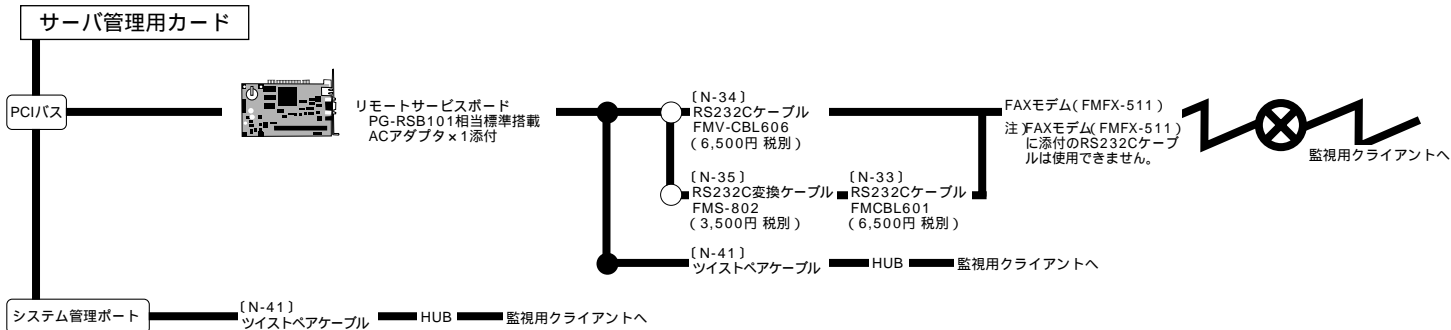 サーバ管理用カード
PCIバス
リモートサービスボード
PG-RSB101相当標準搭載
ACアダプタ×1添付
〔N-34〕
RS232Cケーブル
FMV-CBL606
(6,500円 税別)
〔N-35〕
RS232C変換ケーブル
FMS-802
(3,500円 税別)
〔N-33〕
RS232Cケーブル
FMCBL601
(6,500円 税別)
FAXモデム(FMFX-511)
注)FAXモデム(FMFX-511)
に添付のRS232Cケーブ
ルは使用できません。
監視用クライアントへ
〔N-41〕
ツイストペアケーブル
HUB
監視用クライアントへ
システム管理ポート
〔N-41〕
ツイストペアケーブル
HUB
監視用クライアントへ